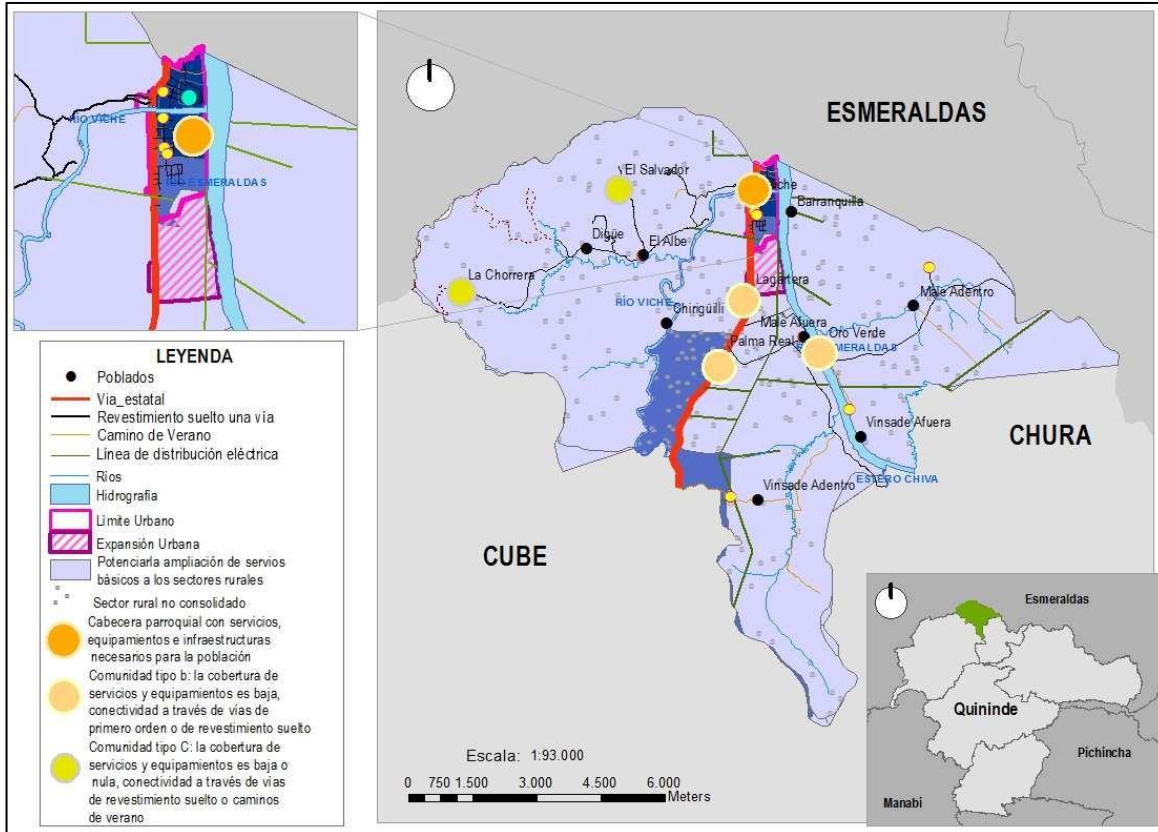 RÍO VICHE
RÍO ESMERALDAS
ESMERALDAS
El Salvador
Barranquilla
Digüe
El Albe
La Chorrera
Lagartera
Male Adentro
RÍO VICHE
Chirigüilli
Male Afuera
Oro Verde
Palma Real
ESMERALDAS
Vinsade Afuera
CHURA
ESTERO CHIVA
Vinsade Adentro
CUBE
LEYENDA
Poblados
Via_estatal
Revestimiento suelto una vía
Camino de Verano
Línea de distribución eléctrica
Ríos
Hidrografía
Límite Urbano
Expansión Urbana
Potenciarla ampliación de servios
básicos a los sectores rurales
Sector rural no consolidado
Cabecera parroquial con servicios,
equipamientos e infraestructuras
necesarios para la población
Comunidad tipo b: la cobertura de
servicios y equipamientos es baja,
conectividad a través de vías de
primero orden o de revestimiento suelto
Comunidad tipo C: la cobertura de
servicios y equipamientos es baja o
nula, conectividad a través de vías
de revestimiento suelto o caminos
de verano
Escala: 1:93.000
0 750 1.500 3.000 4.500 6.000
Meters
Esmeraldas
Quininde
Pichincha
Manabi